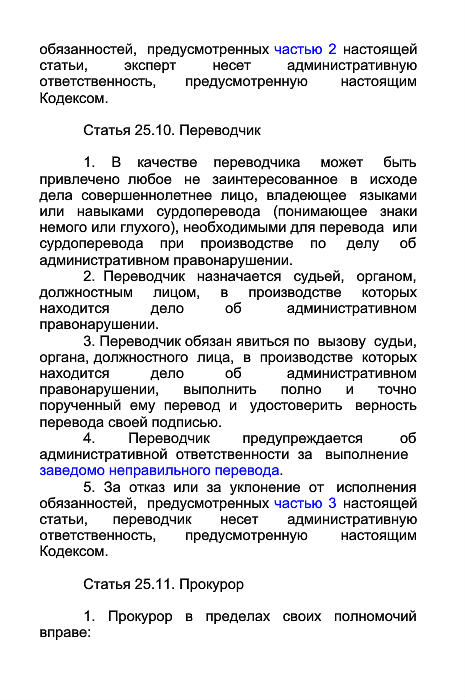 обязанностей, предусмотренных частью 2 настоящей
статьи, эксперт несет административную
ответственность, предусмотренную настоящим
Кодексом.
Статья 25.10. Переводчик
1. В качестве переводчика может быть
привлечено любое не заинтересованное в исходе
дела совершеннолетнее лицо, владеющее языками
или навыками сурдоперевода (понимающее знаки
немого или глухого), необходимыми для перевода или
сурдоперевода при производстве по делу об
административном правонарушении.
2. Переводчик назначается судьей, органом,
должностным лицом, в производстве которых
находится дело об административном
правонарушении.
3. Переводчик обязан явиться по вызову судьи,
органа, должностного лица, в производстве которых
находится дело об административном
правонарушении, выполнить полно и точно
порученный ему перевод и удостоверить верность
перевода своей подписью.
4. Переводчик предупреждается об
административной ответственности за выполнение
заведомо неправильного перевода.
5. За отказ или за уклонение от исполнения
обязанностей, предусмотренных частью 3 настоящей
статьи, переводчик несет административную
ответственность, предусмотренную настоящим
Кодексом.
Статья 25.11. Прокурор
1. Прокурор в пределах своих полномочий
вправе: